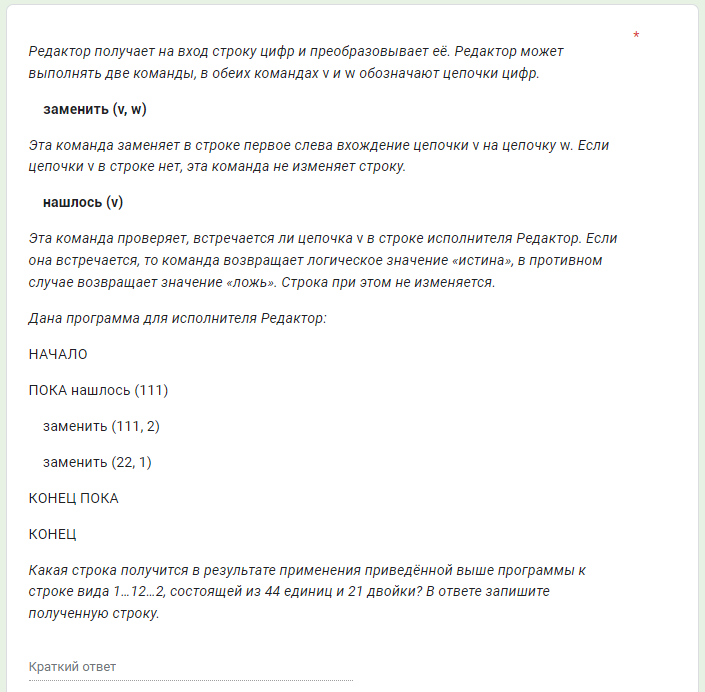 *
Редактор получает на вход строку цифр и преобразовывает её. Редактор может
выполнять две команды, в обеих командах v и w обозначают цепочки цифр.
заменить (v, w)
Эта команда заменяет в строке первое слева вхождение цепочки v на цепочку w. Если
цепочки v в строке нет, эта команда не изменяет строку.
нашлось (v)
Эта команда проверяет, встречается ли цепочка v в строке исполнителя Редактор. Если
она встречается, то команда возвращает логическое значение «истина», в противном
случае возвращает значение «ложь». Строка при этом не изменяется.
Дана программа для исполнителя Редактор:
НАЧАЛО
ПОКА нашлось (111)
заменить (111, 2)
заменить (22, 1)
КОНЕЦ ПОКА
КОНЕЦ
Какая строка получится в результате применения приведённой выше программы к
строке вида 1…12…2, состоящей из 44 единиц и 21 двойки? В ответе запишите
полученную строку.
Краткий ответ